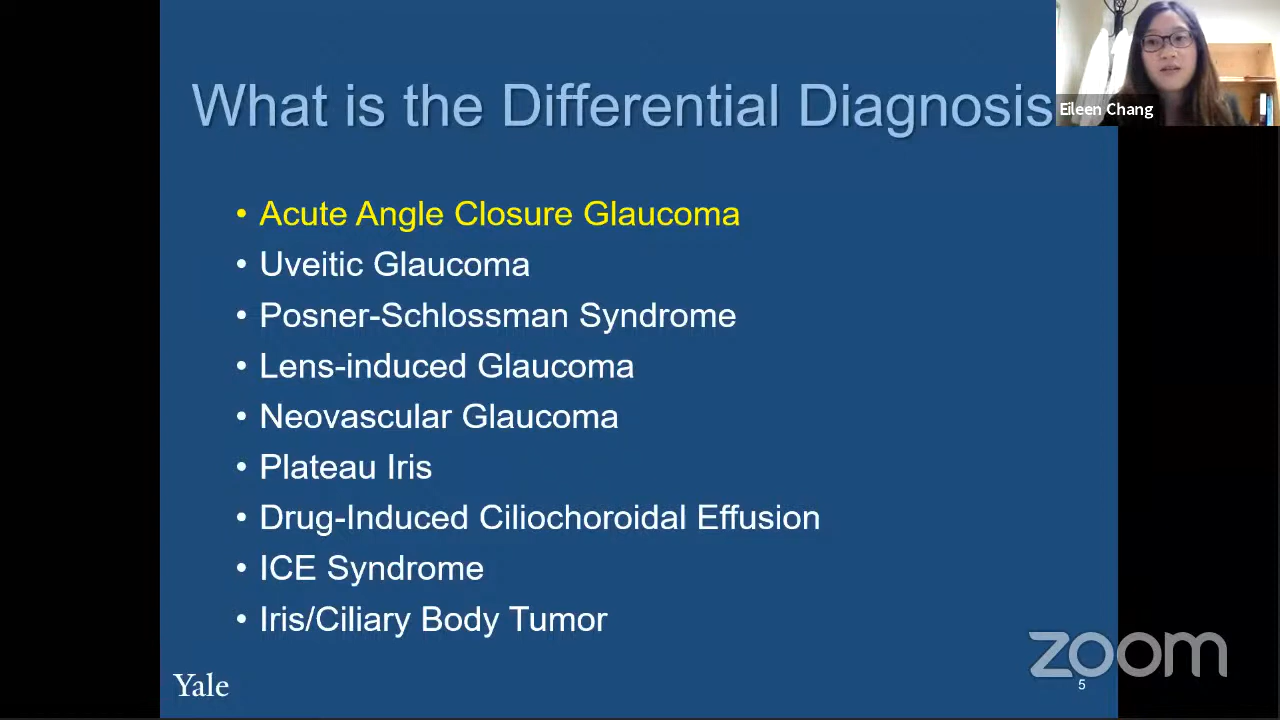 What is the Differential Diagnosis
Eileen Chang
• Acute Angle Closure Glaucoma
• Uveitic Glaucoma
• Posner-Schlossman Syndrome
• Lens-induced Glaucoma
• Neovascular Glaucoma
• Plateau Iris
• Drug-Induced Ciliochoroidal Effusion
• ICE Syndrome
• Iris/Ciliary Body Tumor
zoom
Yale
5